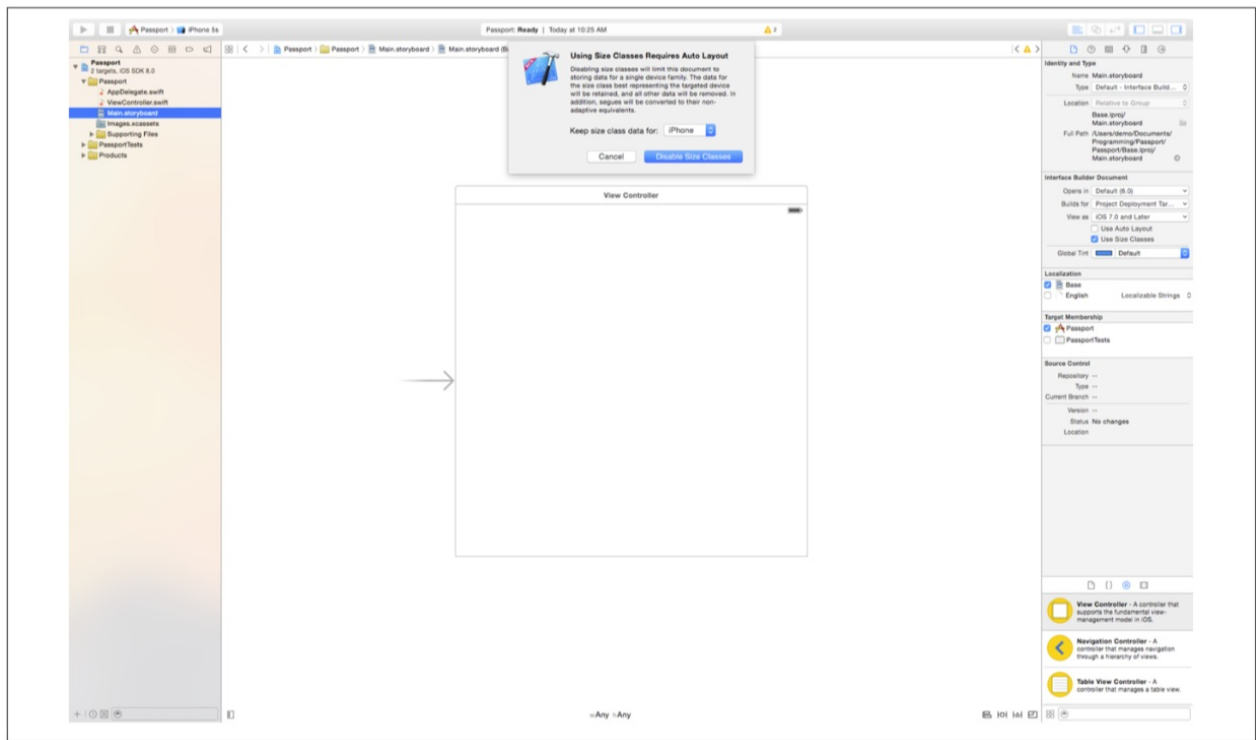 Passport
iPhone 5s
Passport: Ready | Today at 10:25 AM
2
Passport
2 targets, iOS SDK 8.0
Passport
AppDelegate.swift
ViewController.swift
Main.storyboard
Images.xcassets
Supporting Files
PassportTests
Products
Passport
Passport
Main.storyboard
Main.storyboard (B
Using Size Classes Requires Auto Layout
Disabling size classes will limit this document to
storing data for a single device family. The data for
the size class best representing the targeted device
will be retained, and all other data will be removed. In
addition, segues will be converted to their non-
adaptive equivalents.
Keep size class data for: iPhone
Cancel
Disable Size Classes
View Controller
wAny hAny
Identity and Type
Name Main.storyboard
Type Default - Interface Build...
Location Relative to Group
Base.lproj/
Main.storyboard
Full Path /Users/demo/Documents/
Programming/Passport/
Passport/Base.lproj/
Main.storyboard
Interface Builder Document
Opens in Default (6.0)
Builds for Project Deployment Tar...
View as iOS 7.0 and Later
Use Auto Layout
Use Size Classes
Global Tint Default
Localization
Base
English Localizable Strings
Target Membership
Passport
PassportTests
Source Control
Repository --
Type --
Current Branch --
Version --
Status No changes
Location
View Controller - A controller that
supports the fundamental view-
management model in iOS.
Navigation Controller - A
controller that manages navigation
through a hierarchy of views.
Table View Controller - A
controller that manages a table view.